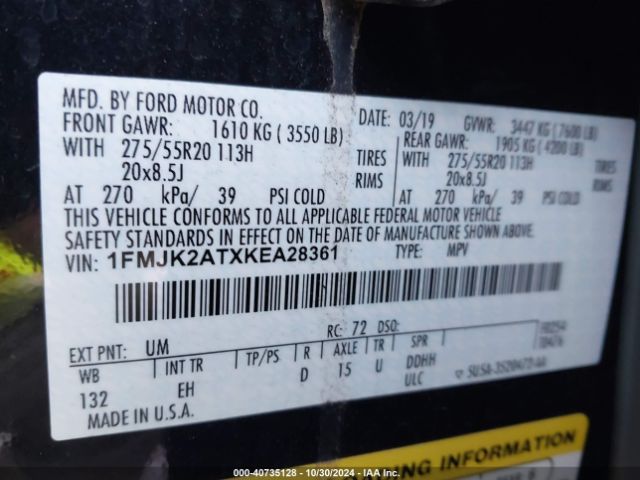 MFD. BY FORD MOTOR CO.
DATE: 03/19 GVWR: 3447 KG (7600 LB)
FRONT GAWR: 1610 KG (3550 LB)
REAR GAWR: 1905 KG (4200 LB)
WITH 275/55R20 113H TIRES
WITH 275/55R20 113H TIRES
20x8.5J RIMS
20x8.5J RIMS
AT 270 kPa/ 39 PSI COLD
AT 270 kPa/ 39 PSI COLD
THIS VEHICLE CONFORMS TO ALL APPLICABLE FEDERAL MOTOR VEHICLE
SAFETY STANDARDS IN EFFECT ON THE DATE OF MANUFACTURE SHOWN ABOVE.
VIN: 1FMJK2ATXKEA28361 TYPE: MPV
EXT PNT: UM RC: 72 DSO:
WB INT TR TP/PS R AXLE TR SPR
132 EH D 15 U DDHH
ULC
MADE IN U.S.A.
INFORMATION
00-40735128 - 10/30/2024 - IAA Inc.